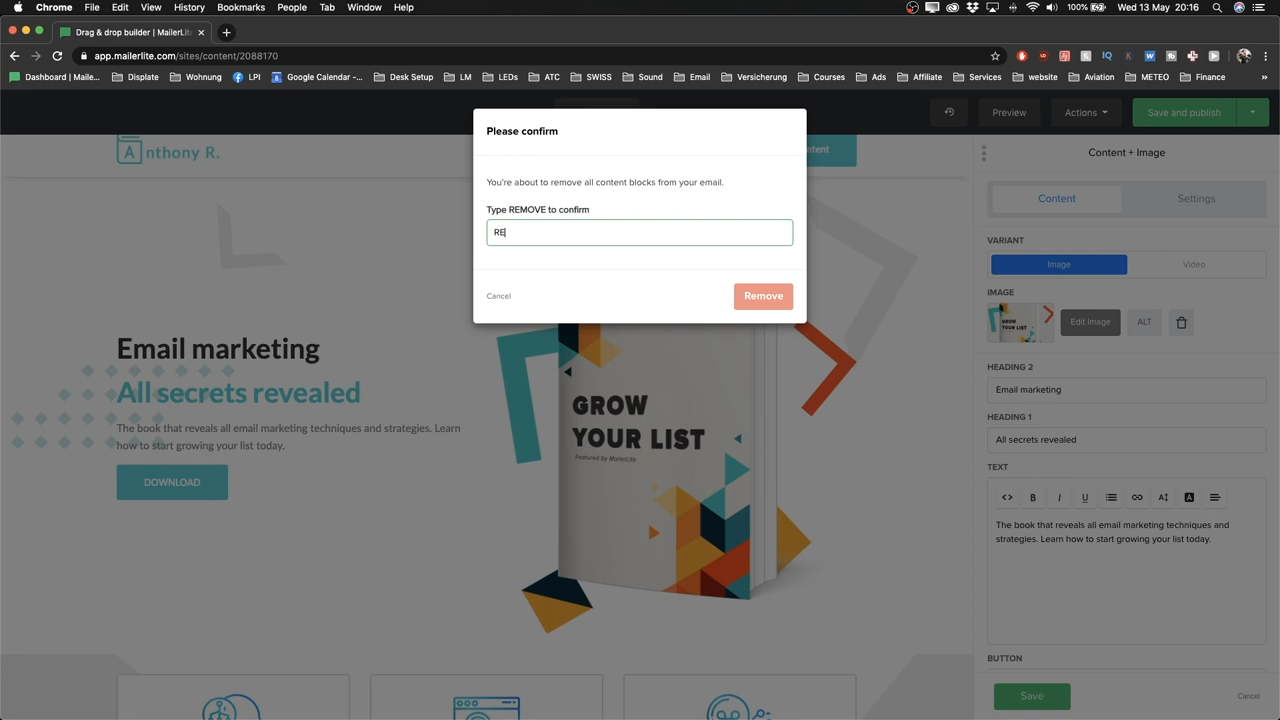 Chrome File Edit View History Bookmarks People Tab Window Help 100% Wed 13 May 20:16
Drag & drop builder | MailerLit
app.mailerlite.com/sites/content/2088170
Dashboard | Maile... Displate Wohnung LPI Google Calendar -... Desk Setup LM LEDs ATC SWISS Sound Email Versicherung Courses Ads Affiliate Services website Aviation METEO Finance »
Preview Actions Save and publish
Please confirm
You're about to remove all content blocks from your email.
Type REMOVE to confirm
RE
Cancel Remove
A nthony R.
ntent
Email marketing
All secrets revealed
The book that reveals all email marketing techniques and strategies. Learn
how to start growing your list today.
DOWNLOAD
GROW
YOUR LIST
Featured by MailerLite
Content + Image
Content Settings
VARIANT
Image Video
IMAGE
GROW
YOUR LIST
Edit Image ALT
HEADING 2
Email marketing
HEADING 1
All secrets revealed
TEXT
<> B I U A
The book that reveals all email marketing techniques and
strategies. Learn how to start growing your list today.
BUTTON
Save Cancel